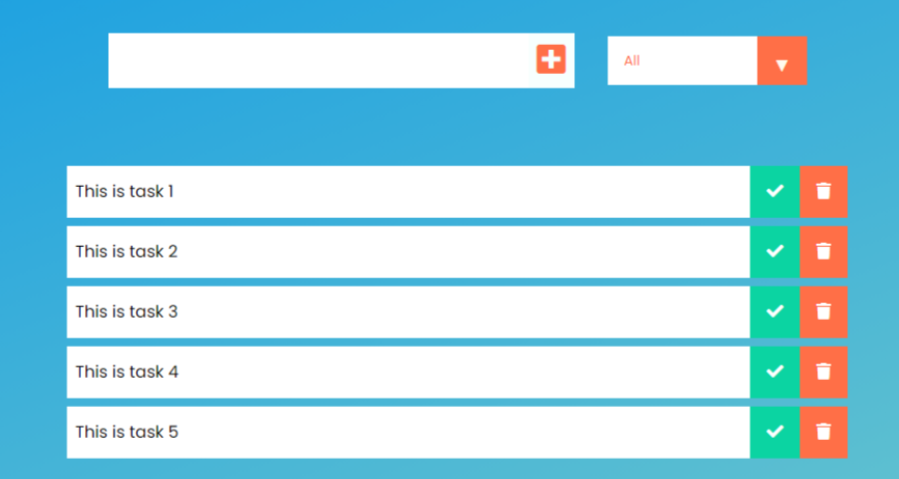 All
This is task 1
This is task 2
This is task 3
This is task 4
This is task 5